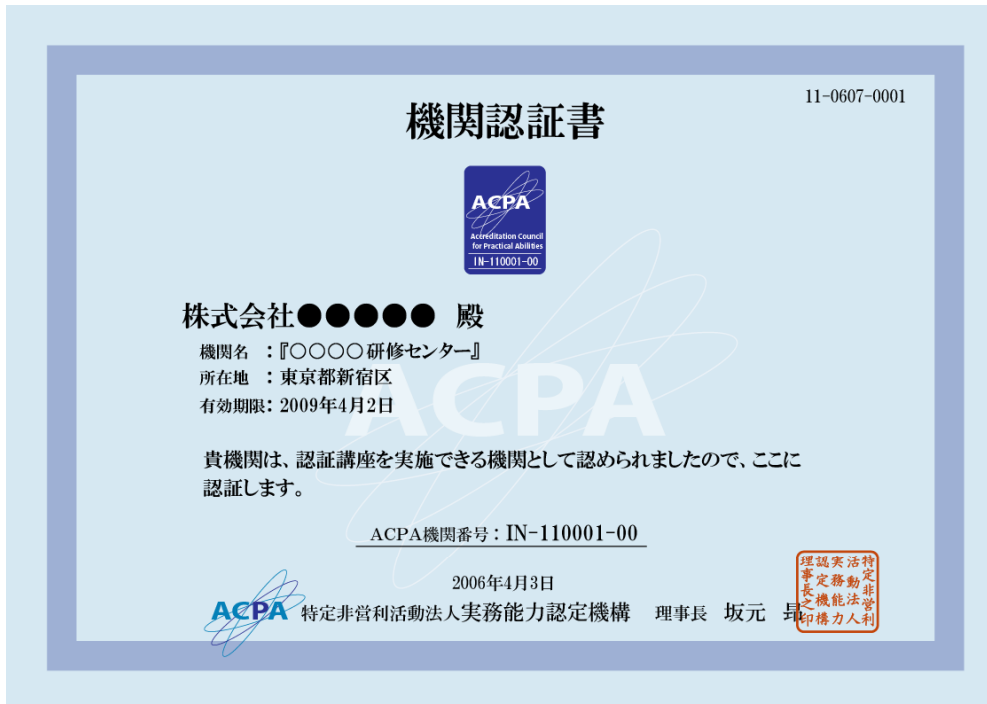 11-0607-0001
機関認証書
ACPA
Accreditation Council
for Practical Abilities
IN-110001-00
株式会社●●●●● 殿
機関名 :『○○○○研修センター』
所在地 :東京都新宿区
有効期限:2009年4月2日
ACPA
貴機関は、認証講座を実施できる機関として認められましたので、ここに
認証します。
ACPA機関番号:IN-110001-00
2006年4月3日
ACPA 特定非営利活動法人実務能力認定機構 理事長 坂元 昻
特定非営利
活動法人
実務能力
認定機構
理事長之印